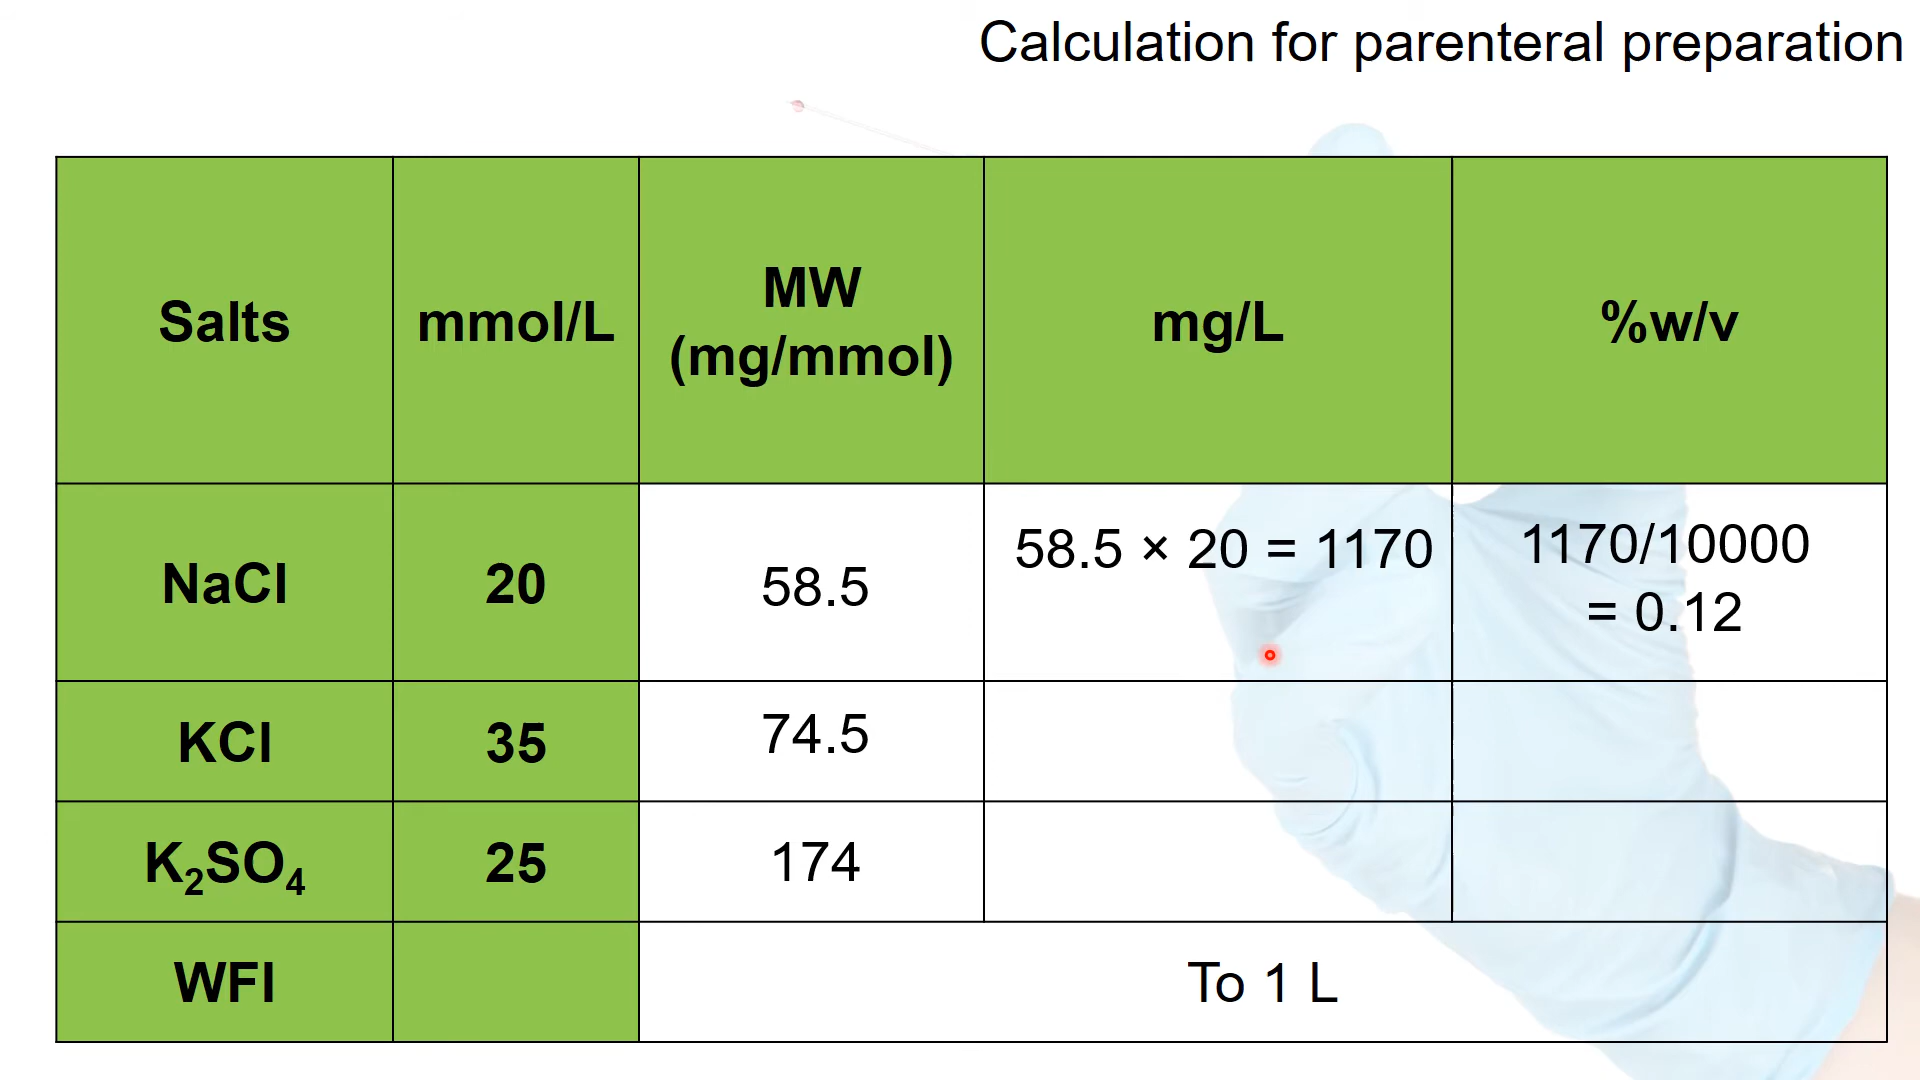 Calculation for parenteral preparation
Salts
mmol/L
MW
(mg/mmol)
mg/L
%w/v
NaCl
20
58.5
58.5 × 20 = 1170
1170/10000
= 0.12
KCl
35
74.5
K₂SO₄
25
174
WFI
To 1 L